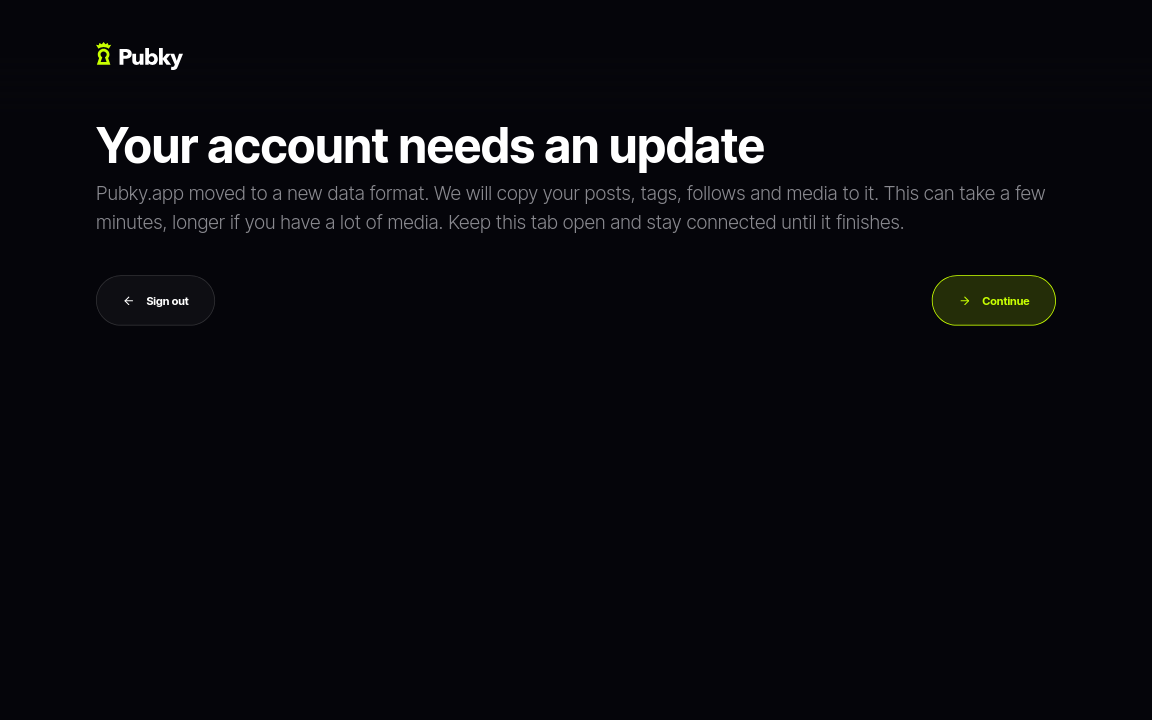 Pubky
Your account needs an update
Pubky.app moved to a new data format. We will copy your posts, tags, follows and media to it. This can take a few
minutes, longer if you have a lot of media. Keep this tab open and stay connected until it finishes.
Sign out
Continue